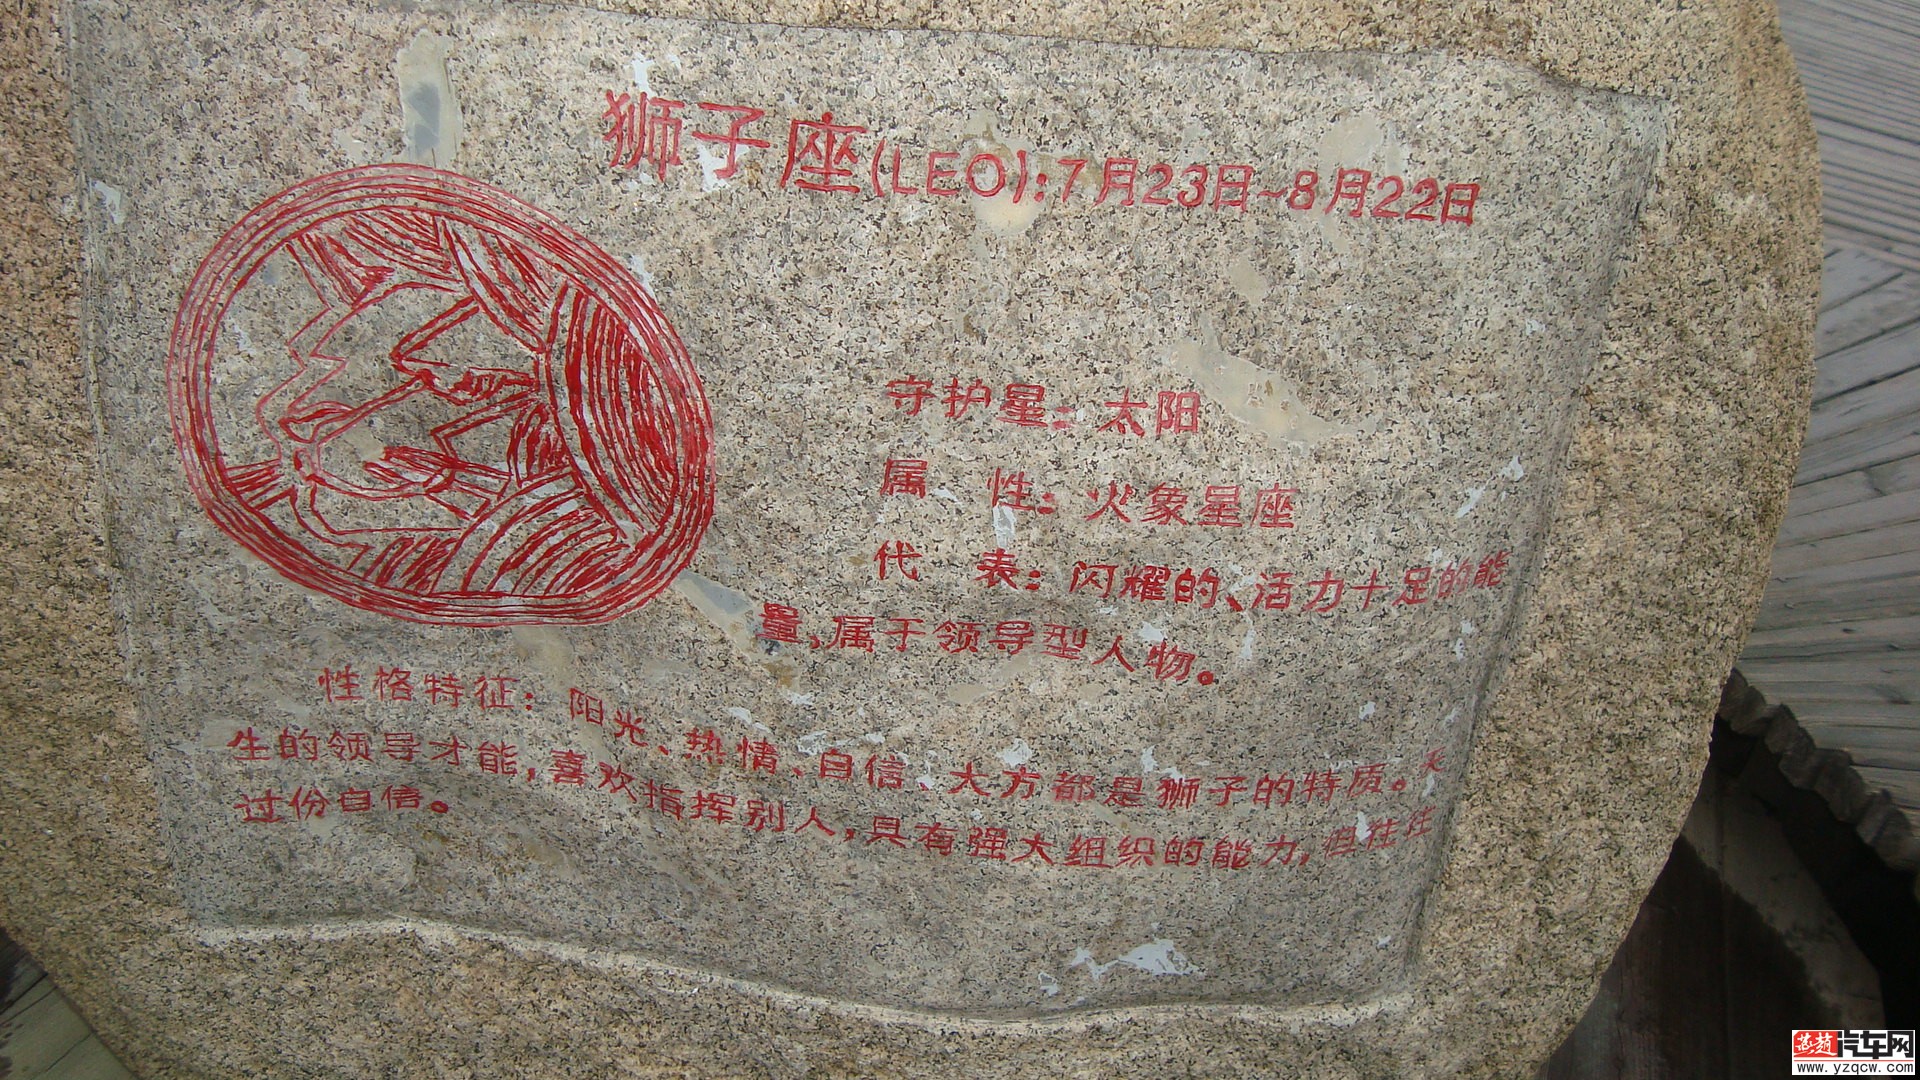 狮子座(LEO):7月23日~8月22日
守护星：太阳
属 性：火象星座
代 表：闪耀的、活力十足的能
量,属于领导型人物。
性格特征：阳光、热情、自信、大方都是狮子的特质。天
生的领导才能,喜欢指挥别人,具有强大组织的能力,但往往
过份自信。
燕赵汽车网
www.yzqcw.com